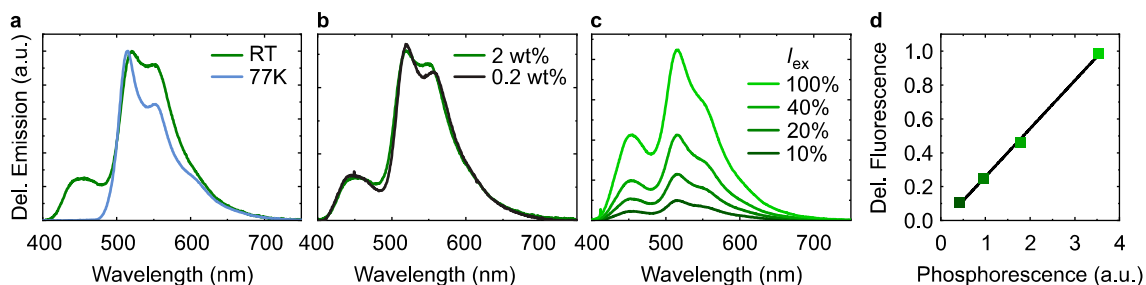 a
Del. Emission (a.u.)
RT
77K
400 500 600 700
Wavelength (nm)
b
2 wt%
0.2 wt%
400 500 600 700
Wavelength (nm)
c
I_ex
100%
40%
20%
10%
400 500 600 700
Wavelength (nm)
d
Del. Fluorescence
1.0
0.8
0.6
0.4
0.2
0.0
0 1 2 3 4
Phosphorescence (a.u.)